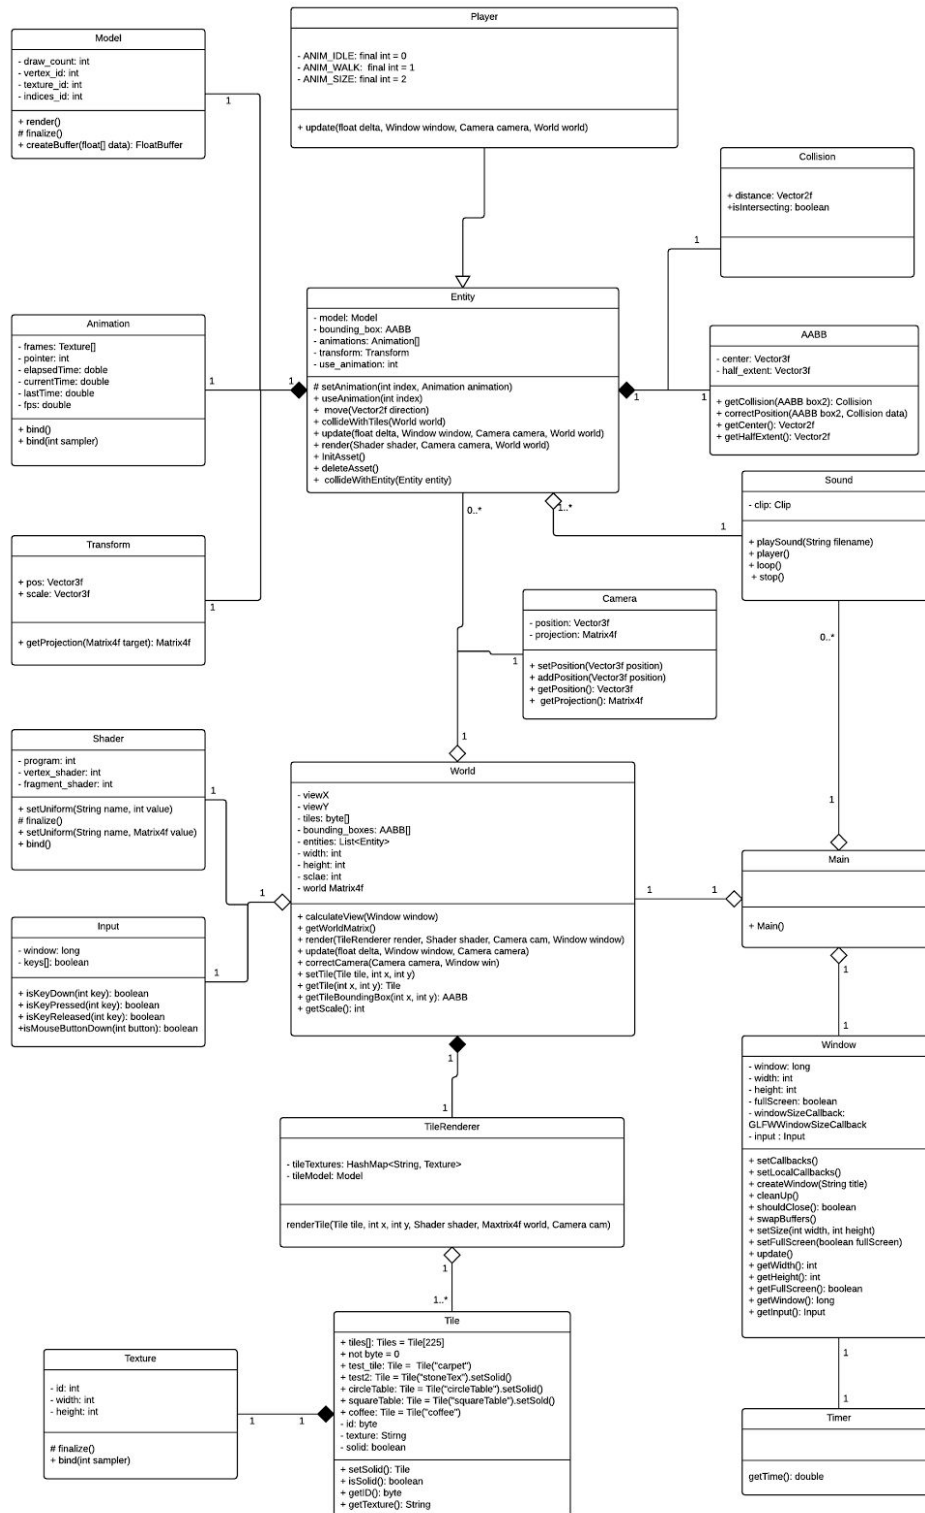 Player
- ANIM_IDLE: final int = 0
- ANIM_WALK:  final int = 1
- ANIM_SIZE: final int = 2
+ update(float delta, Window window, Camera camera, World world)
Model
- draw_count: int
- vertex_id: int
- texture_id: int
- indices_id: int
+ render()
# finalize()
+ createBuffer(float[] data): FloatBuffer
1
1
Collision
+ distance: Vector2f
+isIntersecting: boolean
1
Entity
- model: Model
- bounding_box: AABB
- animations: Animation[]
- transform: Transform
- use_animation: int
# setAnimation(int index, Animation animation)
+ useAnimation(int index)
+  move(Vector2f direction)
+ collideWithTiles(World world)
+ update(float delta, Window window, Camera camera, World world)
+ render(Shader shader, Camera camera, World world)
+ InitAsset()
+ deleteAsset()
+  collideWithEntity(Entity entity)
Animation
- frames: Texture[]
- pointer: int
- elapsedTime: doble
- currentTime: double
- lastTime: double
- fps: double
+ bind()
+ bind(int sampler)
1
1
1
1
AABB
- center: Vector3f
- half_extent: Vector3f
+ getCollision(AABB box2): Collision
+ correctPosition(AABB box2, Collision data)
+ getCenter(): Vector2f
+ getHalfExtent(): Vector2f
0..*
1..*
1
Sound
- clip: Clip
+ playSound(String filename)
+ player()
+ loop()
+ stop()
Transform
+ pos: Vector3f
+ scale: Vector3f
+ getProjection(Matrix4f target): Matrix4f
1
Camera
- position: Vector3f
- projection: Matrix4f
+ setPosition(Vector3f position)
+ addPosition(Vector3f position)
+ getPosition(): Vector3f
+  getProjection(): Matrix4f
1
0..*
1
1
Shader
- program: int
- vertex_shader: int
- fragment_shader: int
+ setUniform(String name, int value)
# finalize()
+ setUniform(String name, Matrix4f value)
+ bind()
1
World
- viewX
- viewY
- tiles: byte[]
- bounding_boxes: AABB[]
- entities: List<Entity>
- width: int
- height: int
- sclae: int
- world Matrix4f
+ calculateView(Window window)
+ getWorldMatrix()
+ render(TileRenderer render, Shader shader, Camera cam, Window window)
+ update(float delta, Window window, Camera camera)
+ correctCamera(Camera camera, Window win)
+ setTile(Tile tile, int x, int y)
+ getTile(int x, int y): Tile
+ getTileBoundingBox(int x, int y): AABB
+ getScale(): int
1
1
1
Main
+ Main()
Input
- window: long
- keys[]: boolean
+ isKeyDown(int key): boolean
+ isKeyPressed(int key): boolean
+ isKeyReleased(int key): boolean
+isMouseButtonDown(int button): boolean
1
1
1
Window
- window: long
- width: int
- height: int
- fullScreen: boolean
- windowSizeCallback:
GLFWWindowSizeCallback
- input : Input
+ setCallbacks()
+ setLocalCallbacks()
+ createWindow(String title)
+ cleanUp()
+ shouldClose(): boolean
+ swapBuffers()
+ setSize(int width, int height)
+ setFullScreen(boolean fullScreen)
+ update()
+ getWidth(): int
+ getHeight(): int
+ getFullScreen(): boolean
+ getWindow(): long
+ getInput(): Input
1
1
TileRenderer
- tileTextures: HashMap<String, Texture>
- tileModel: Model
renderTile(Tile tile, int x, int y, Shader shader, Maxtrix4f world, Camera cam)
1
1..*
Tile
+ tiles[]: Tiles = Tile[225]
+ not byte = 0
+ test_tile: Tile =  Tile("carpet")
+ test2: Tile = Tile("stoneTex").setSolid()
+ circleTable: Tile = Tile("circleTable").setSolid()
+ squareTable: Tile = Tile("squareTable").setSold()
+ coffee: Tile = Tile("coffee")
- id: byte
- texture: Stirng
- solid: boolean
+ setSolid(): Tile
+ isSolid(): boolean
+ getID(): byte
+ getTexture(): String
Texture
- id: int
- width: int
- height: int
# finalize()
+ bind(int sampler)
1
1
1
1
Timer
getTime(): double